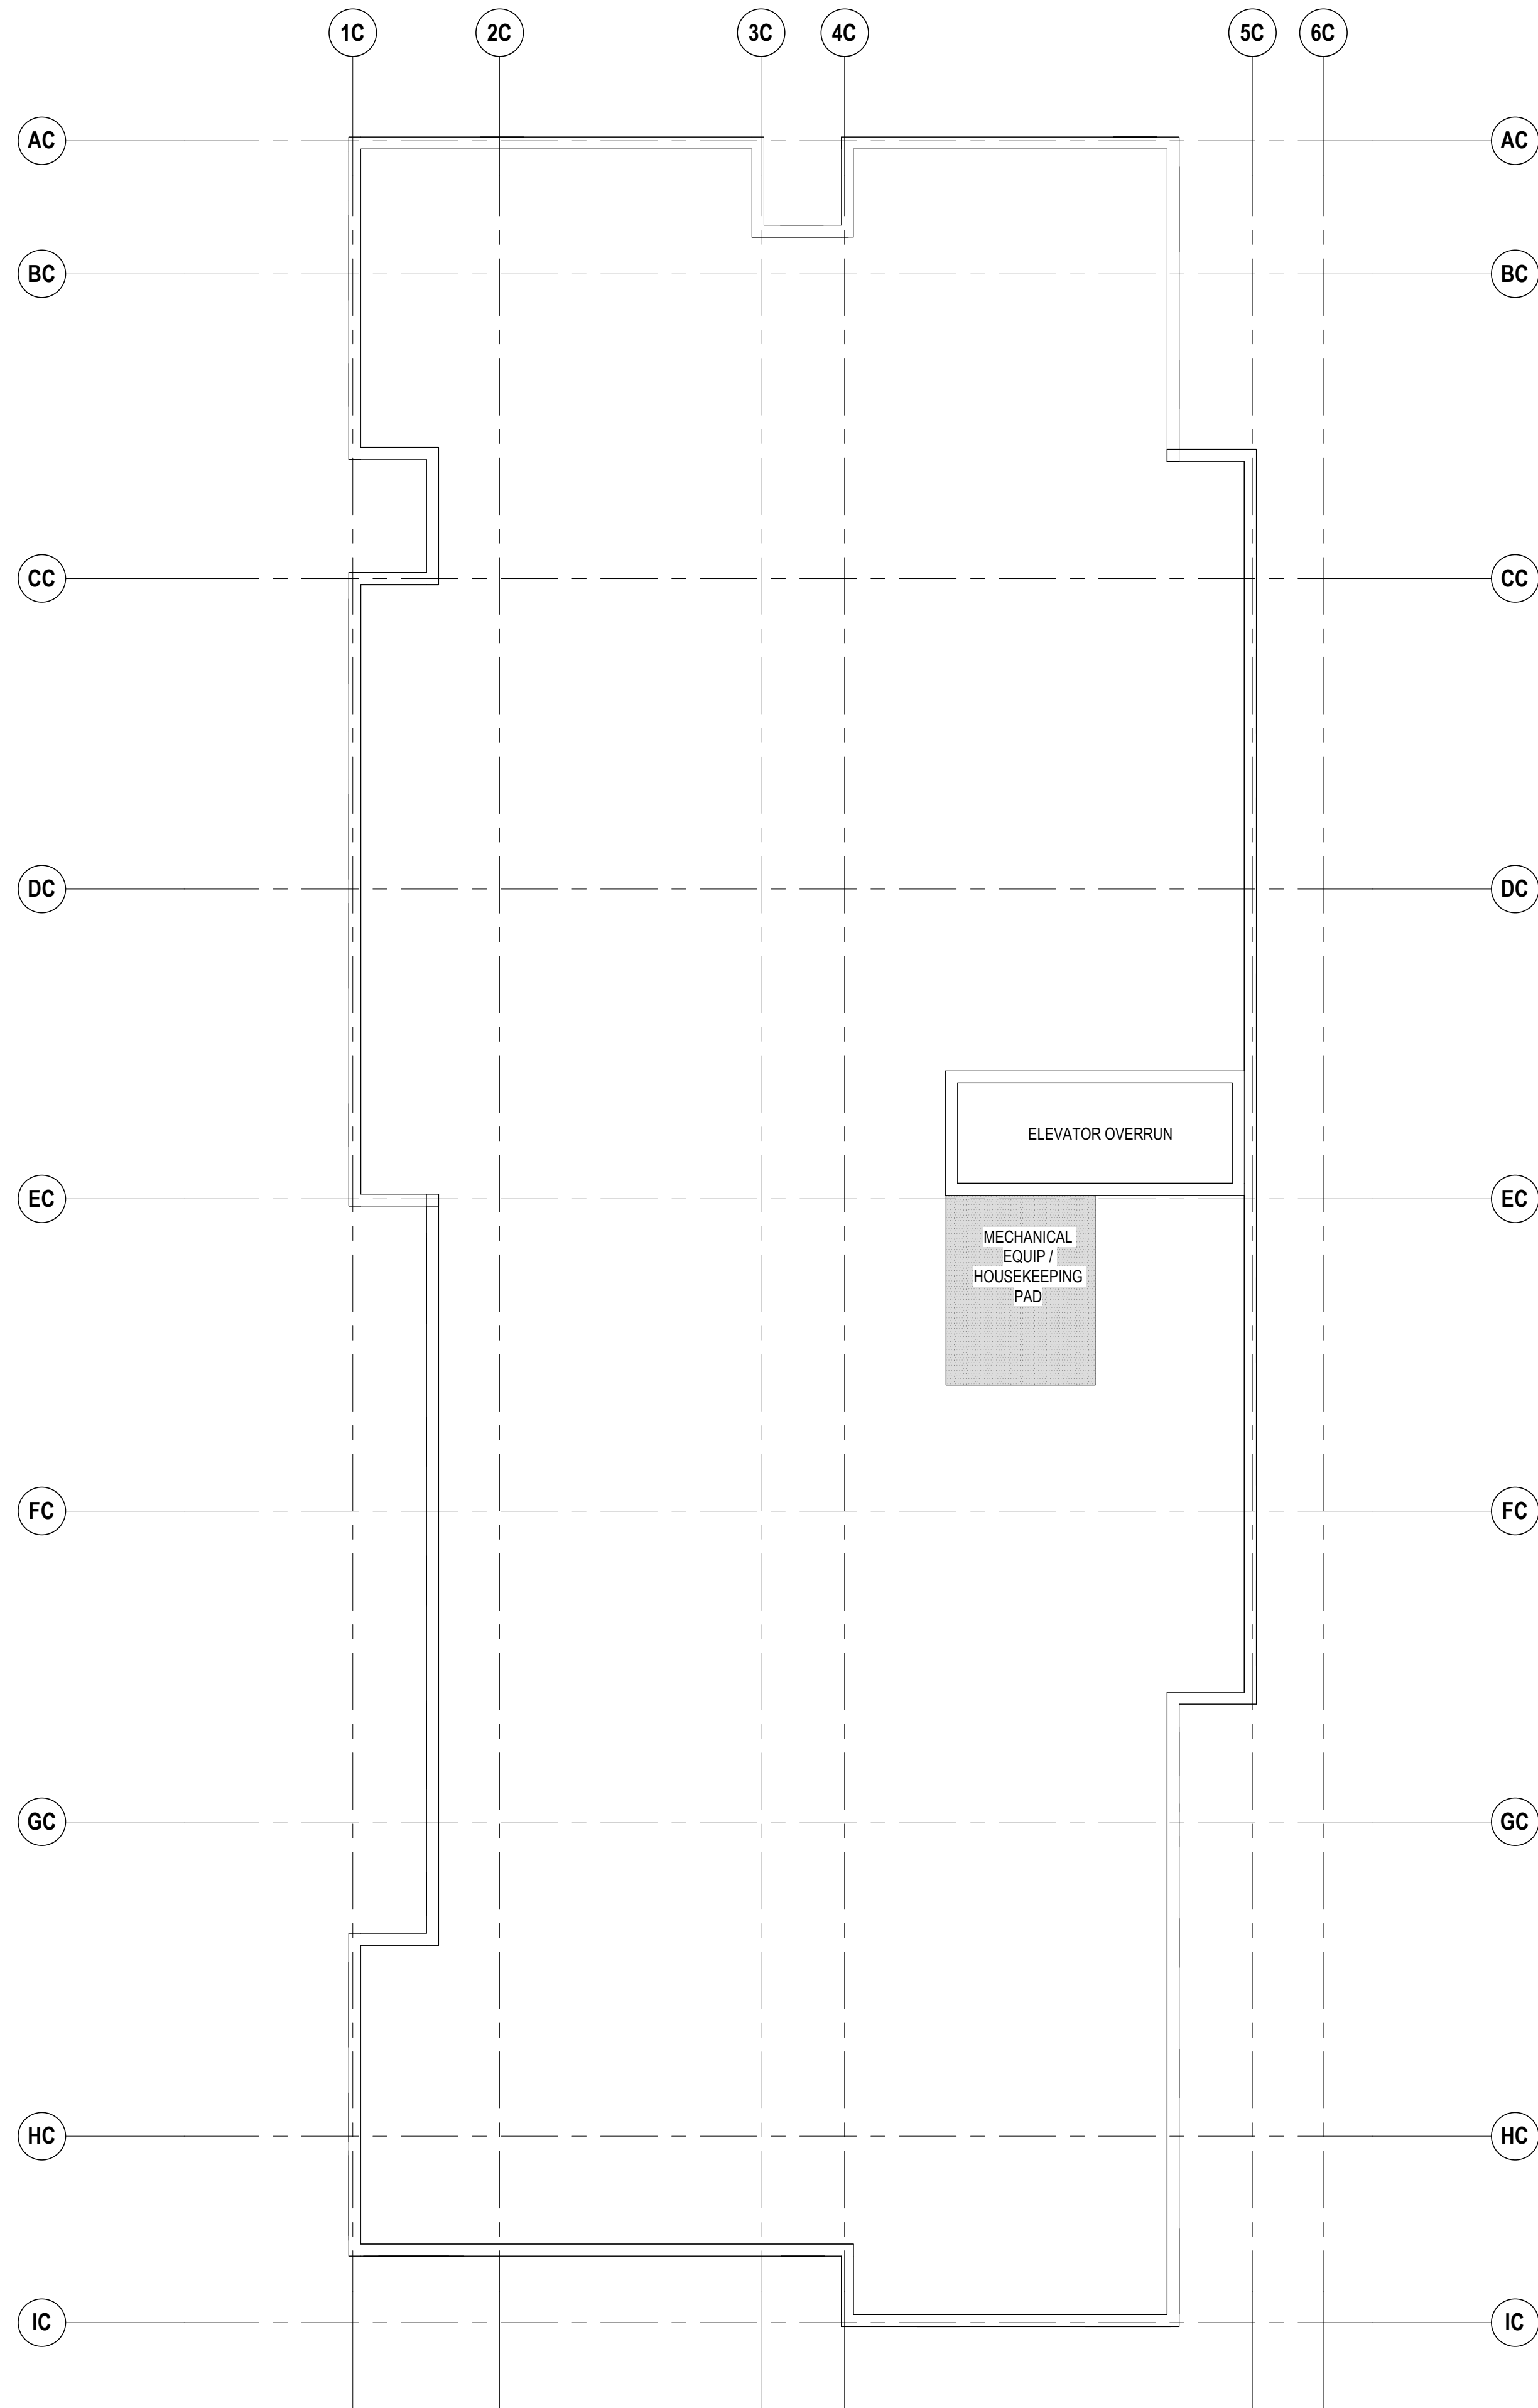 1C 2C 3C 4C 5C 6C
AC AC
BC BC
CC CC
DC DC
ELEVATOR OVERRUN
EC EC
MECHANICAL
EQUIP /
HOUSEKEEPING
PAD
FC FC
GC GC
HC HC
IC IC